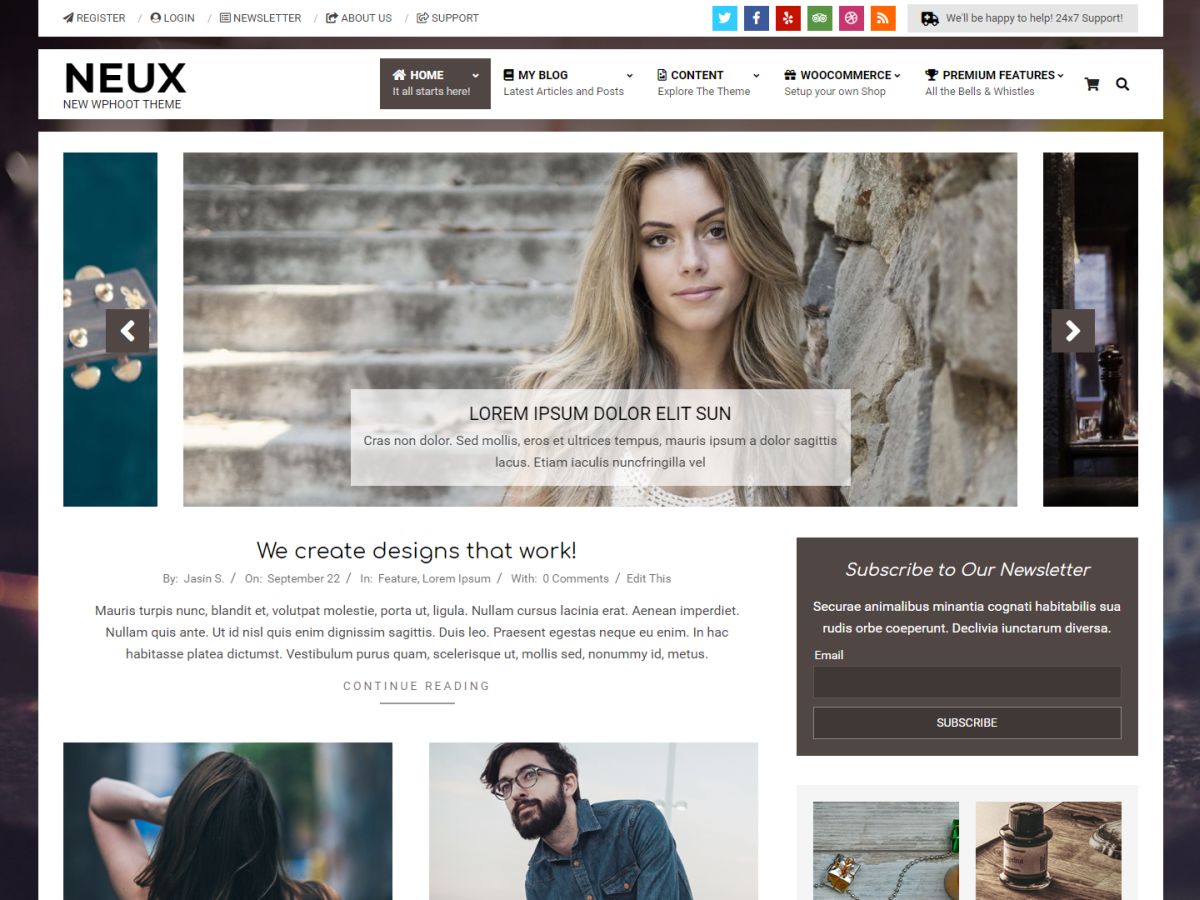 REGISTER / LOGIN / NEWSLETTER / ABOUT US / SUPPORT
We'll be happy to help! 24x7 Support!
NEUX
NEW WPHOOT THEME
HOME
It all starts here!
MY BLOG
Latest Articles and Posts
CONTENT
Explore The Theme
WOOCOMMERCE
Setup your own Shop
PREMIUM FEATURES
All the Bells & Whistles
LOREM IPSUM DOLOR ELIT SUN
Cras non dolor. Sed mollis, eros et ultrices tempus, mauris ipsum a dolor sagittis
lacus. Etiam iaculis nuncfringilla vel
We create designs that work!
By: Jasin S. / On: September 22 / In: Feature, Lorem Ipsum / With: 0 Comments / Edit This
Mauris turpis nunc, blandit et, volutpat molestie, porta ut, ligula. Nullam cursus lacinia erat. Aenean imperdiet.
Nullam quis ante. Ut id nisl quis enim dignissim sagittis. Duis leo. Praesent egestas neque eu enim. In hac
habitasse platea dictumst. Vestibulum purus quam, scelerisque ut, mollis sed, nonummy id, metus.
CONTINUE READING
Subscribe to Our Newsletter
Securae animalibus minantia cognati habitabilis sua
rudis orbe coeperunt. Declivia iunctarum diversa.
Email
SUBSCRIBE